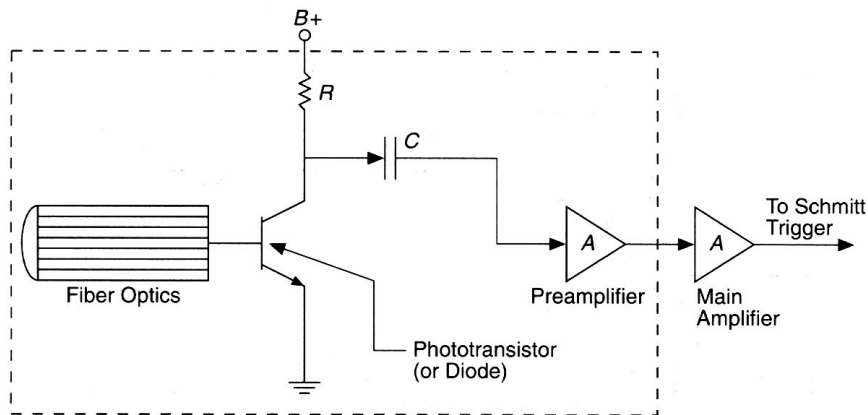 B+
R
C
A
A
To Schmitt
Trigger
Fiber Optics
Preamplifier
Main
Amplifier
Phototransistor
(or Diode)